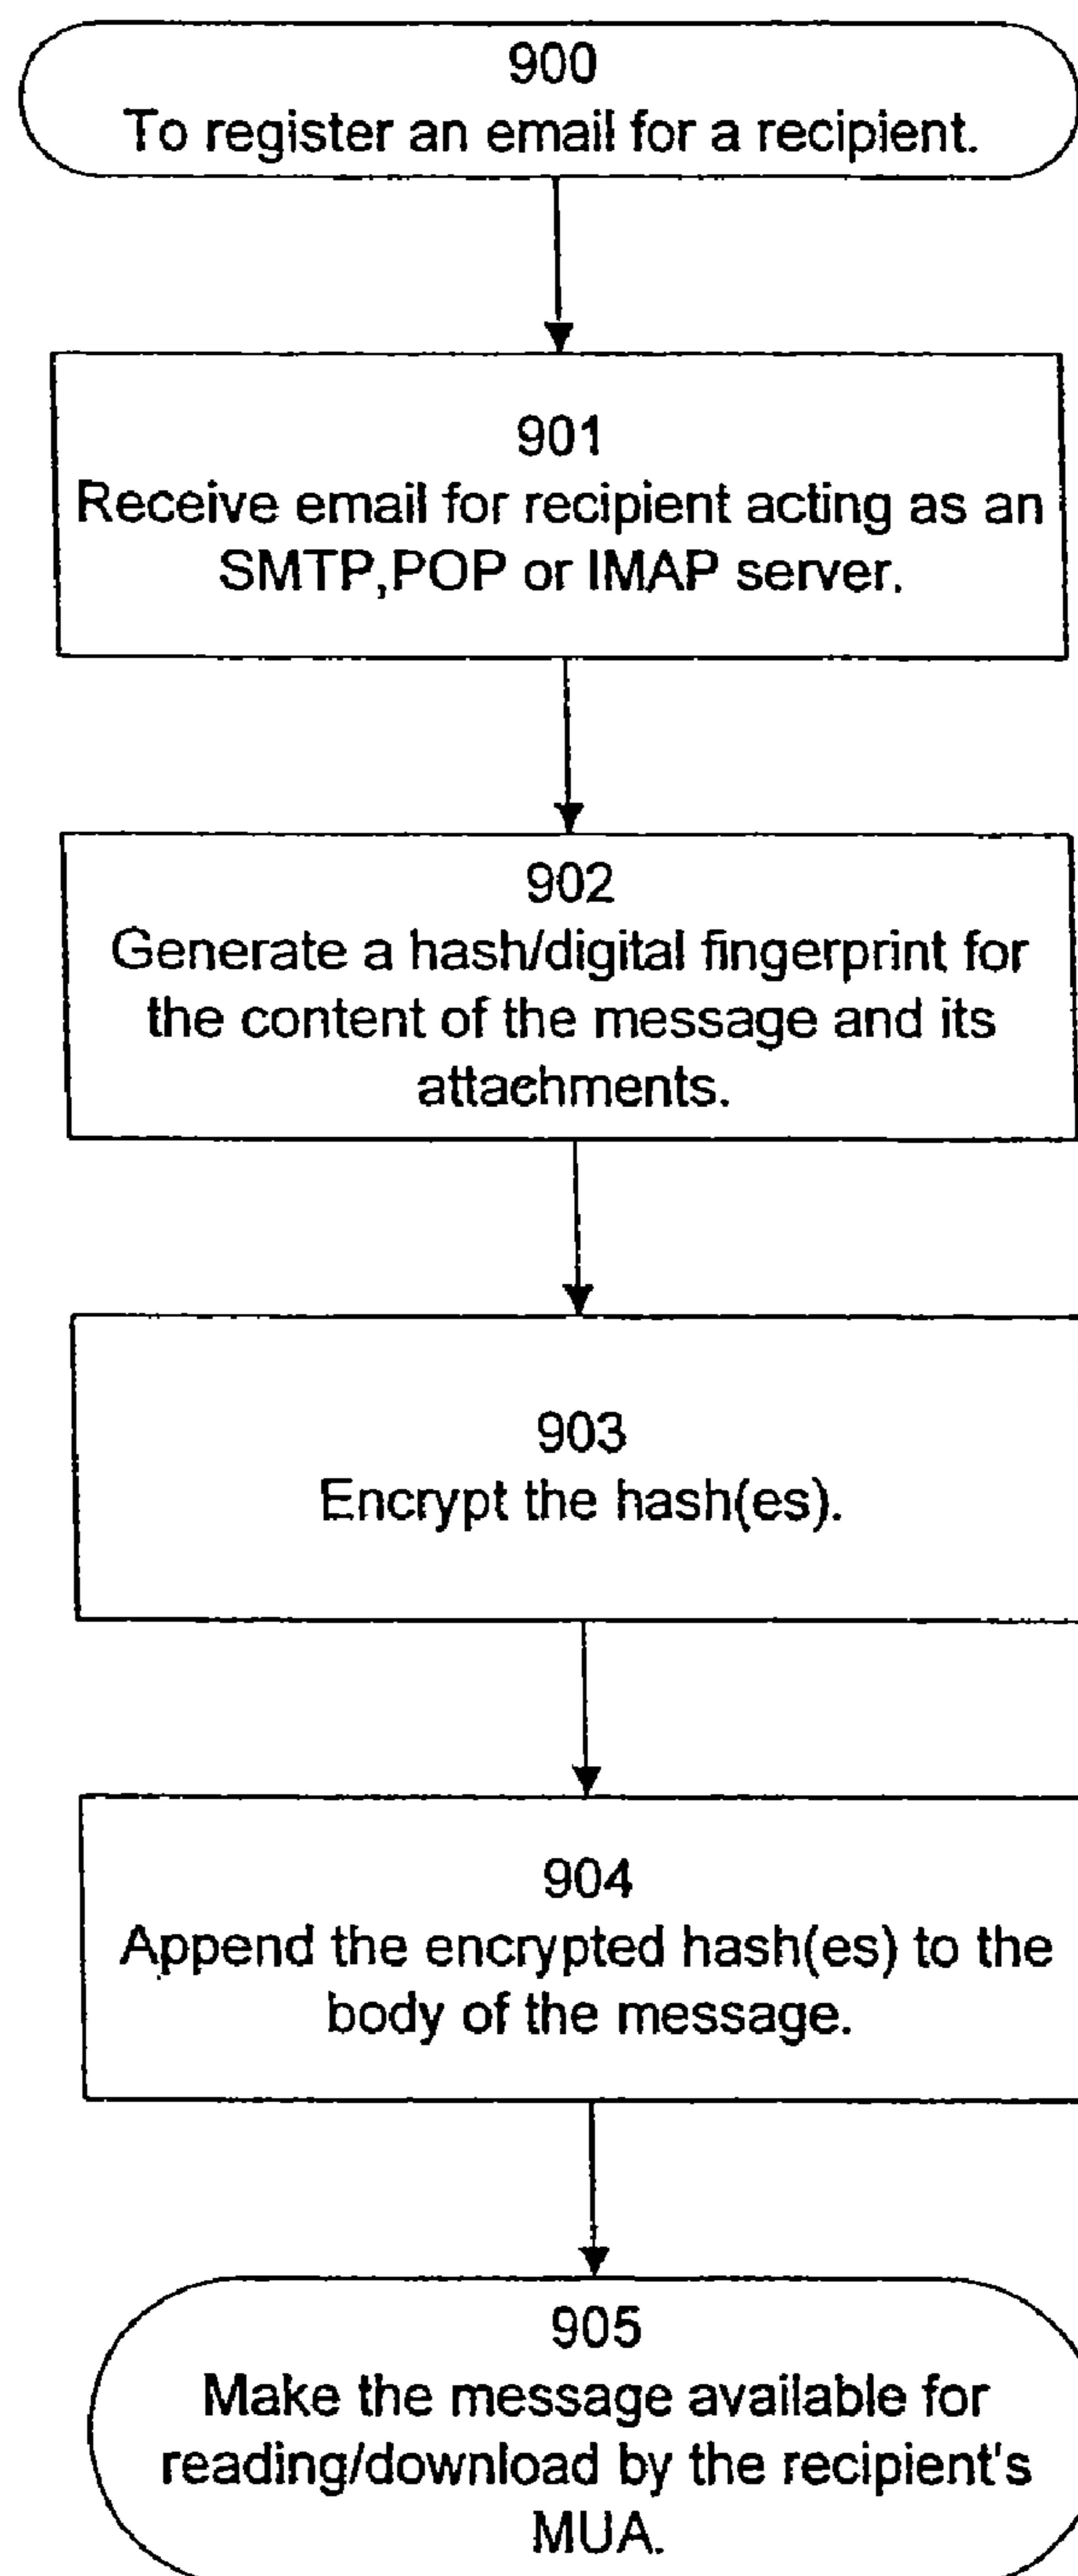 900
To register an email for a recipient.
901
Receive email for recipient acting as an
SMTP,POP or IMAP server.
902
Generate a hash/digital fingerprint for
the content of the message and its
attachments.
903
Encrypt the hash(es).
904
Append the encrypted hash(es) to the
body of the message.
905
Make the message available for
reading/download by the recipient's
MUA.